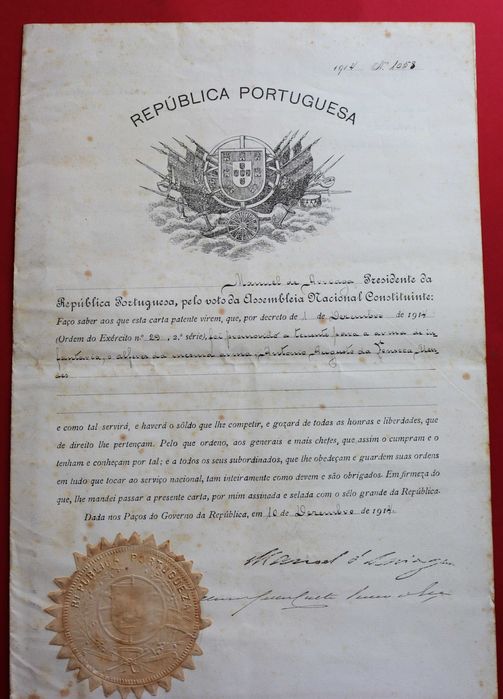 1914 N.º 1053
REPÚBLICA PORTUGUESA
Manuel de Arriaga Presidente da
República Portuguesa, pelo voto da Assembleia Nacional Constituinte:
Faço saber aos que esta carta patente virem, que, por decreto de 1 de Dezembro de 1914
(Ordem do Exército n.º 29, 2.ª série), foi promovido a tenente para a arma de in-
fantaria, o alferes da mesma arma, Antonio Augusto da Fonseca Men-
des
e como tal servirá, e haverá o sôldo que lhe competir, e gozará de todas as honras e liberdades, que
de direito lhe pertençam. Pelo que ordeno, aos generais e mais chefes, que assim o cumpram e o
tenham e conheçam por tal; e a todos os seus subordinados, que lhe obedeçam e guardem suas ordens
em tudo que tocar ao serviço nacional, tam inteiramente como devem e são obrigados. Em firmeza do
que, lhe mandei passar a presente carta, por mim assinada e selada com o sêlo grande da República.
Dada nos Paços do Governo da República, em 10 de Dezembro de 1914.
Manuel d'Arriaga
REPÚBLICA PORTUGUEZA